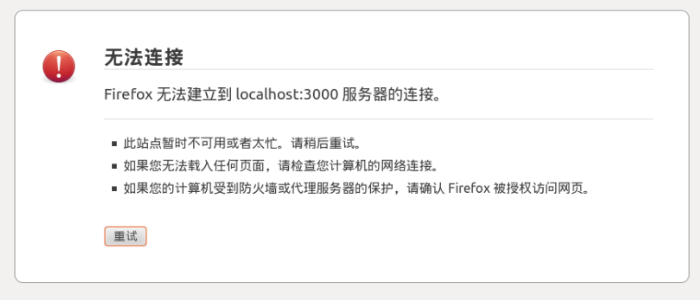 无法连接
Firefox 无法建立到 localhost:3000 服务器的连接。
此站点暂时不可用或者太忙。请稍后重试。
如果您无法载入任何页面，请检查您计算机的网络连接。
如果您的计算机受到防火墙或代理服务器的保护，请确认 Firefox 被授权访问网页。
重试